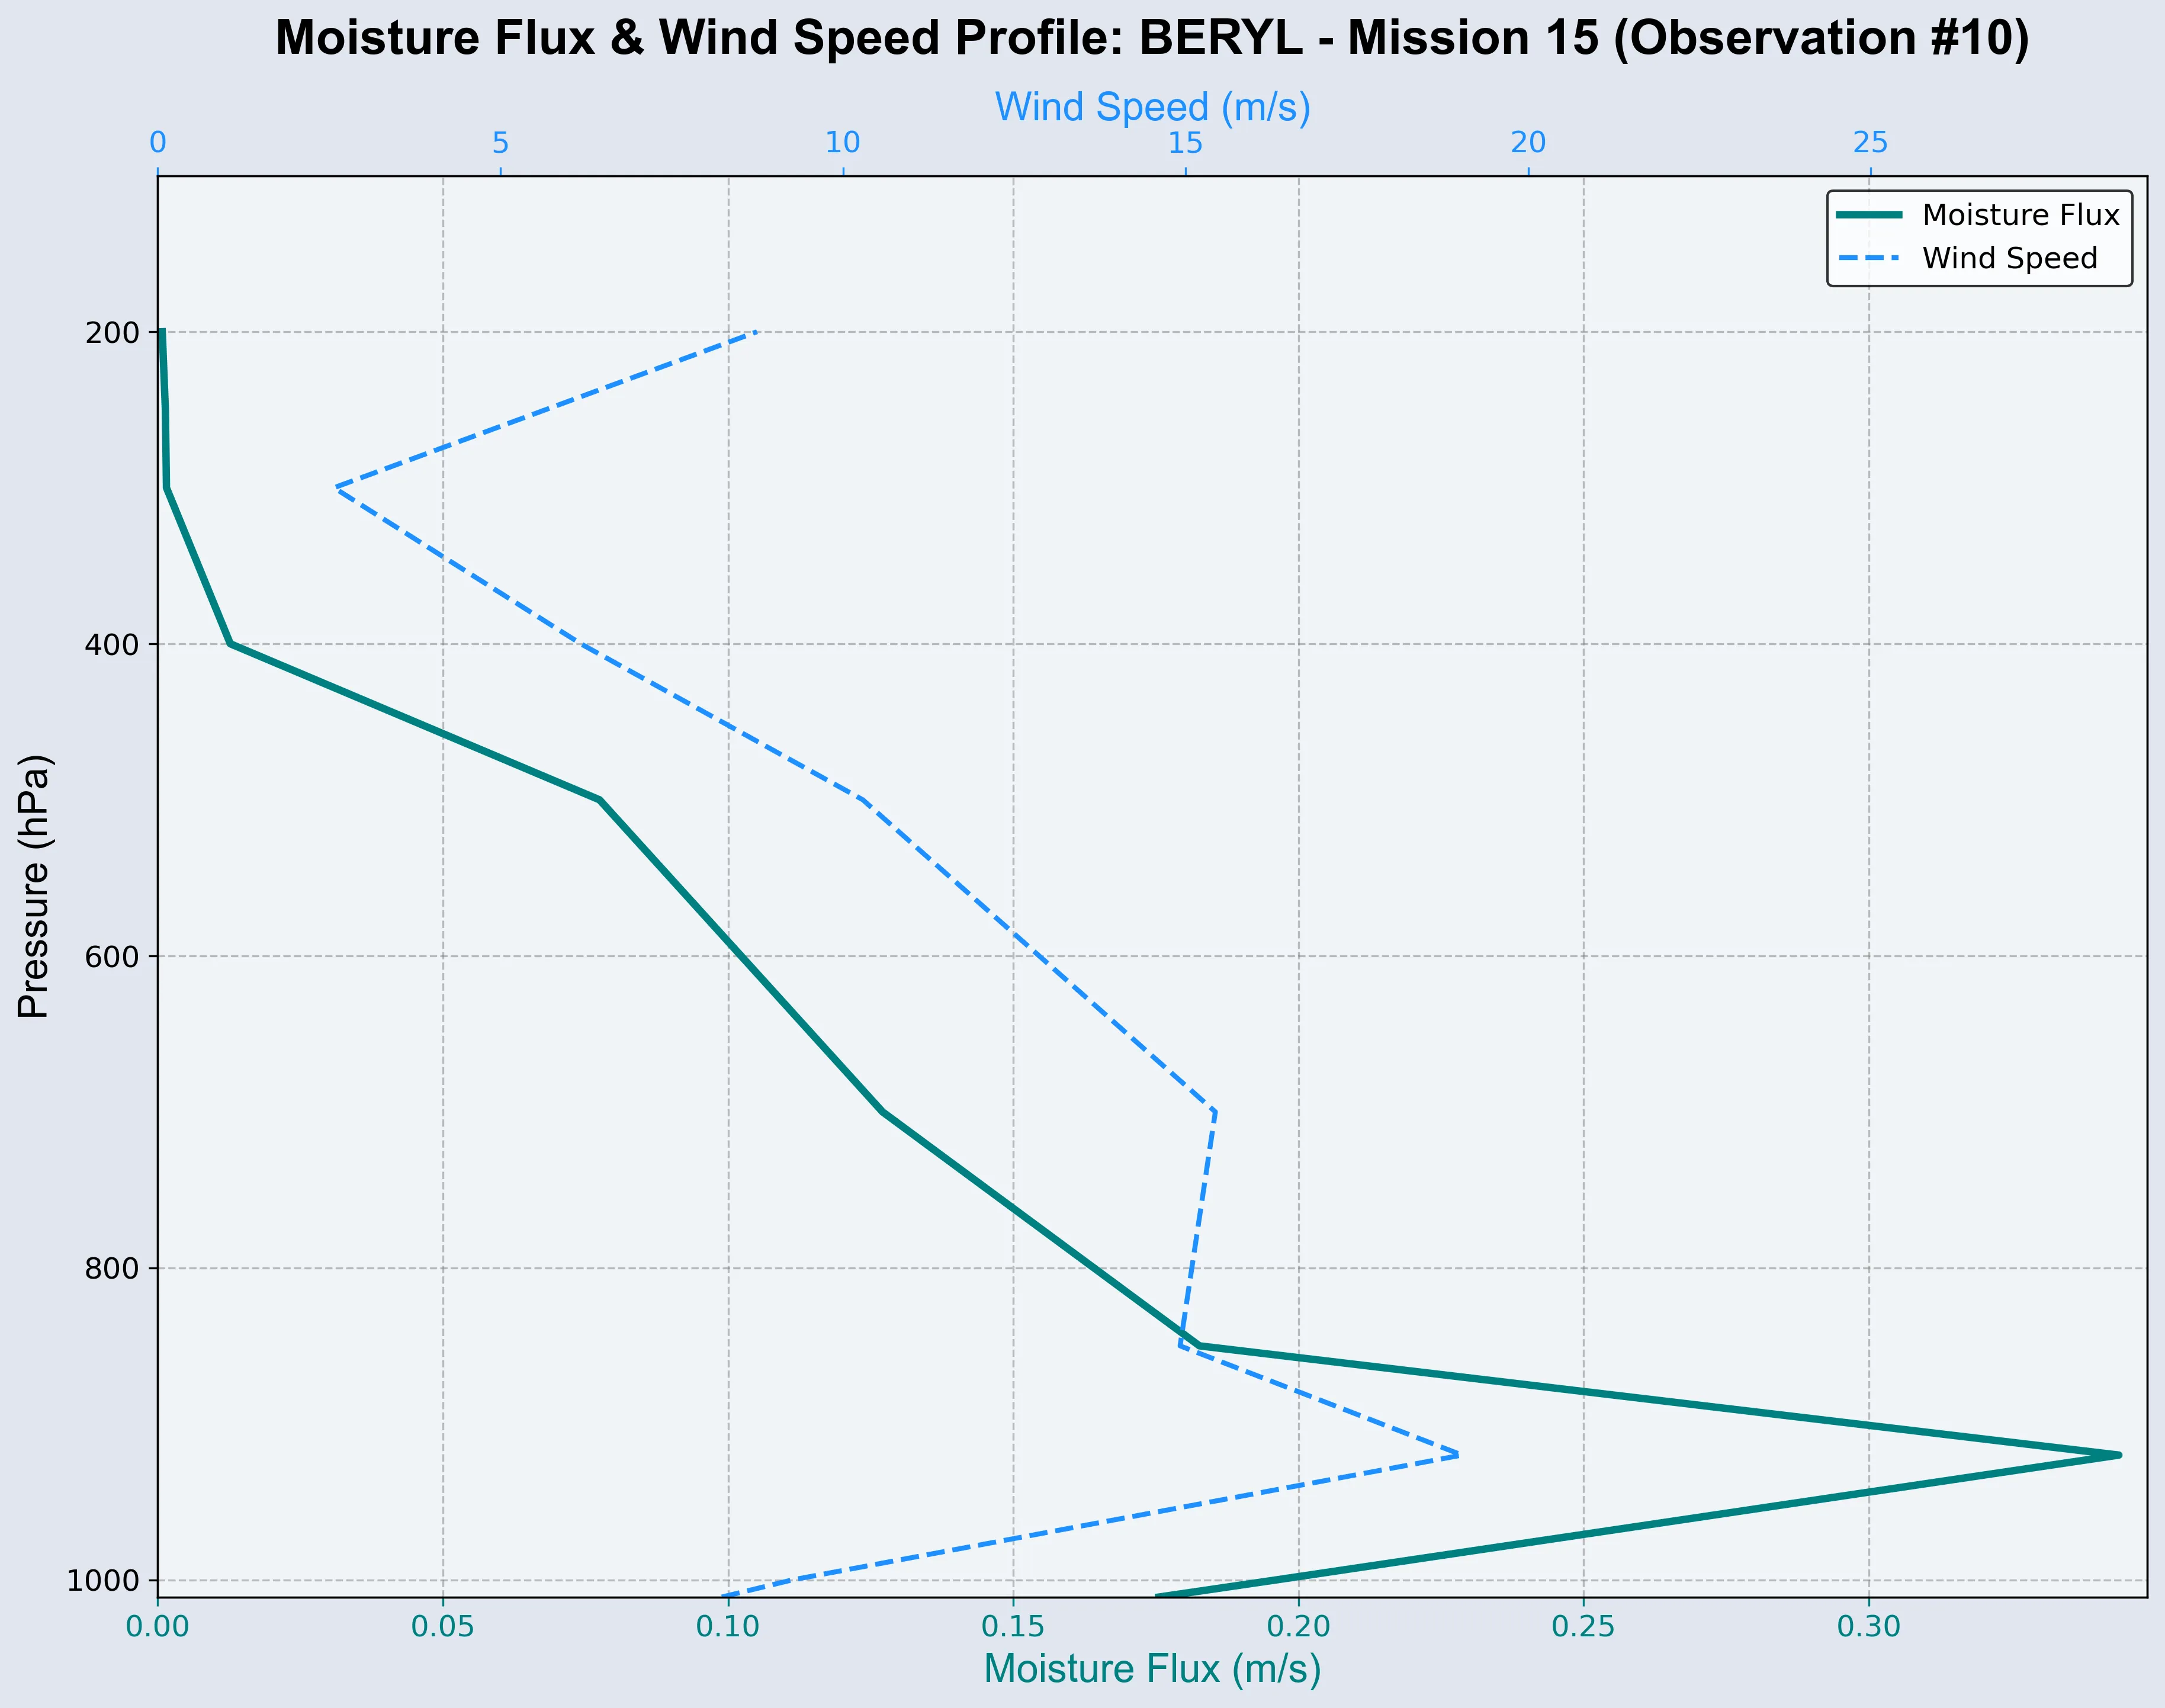 Moisture Flux & Wind Speed Profile: BERYL - Mission 15 (Observation #10)
Wind Speed (m/s)
0 5 10 15 20 25
Moisture Flux
Wind Speed
200
400
600
800
1000
Pressure (hPa)
0.00 0.05 0.10 0.15 0.20 0.25 0.30
Moisture Flux (m/s)